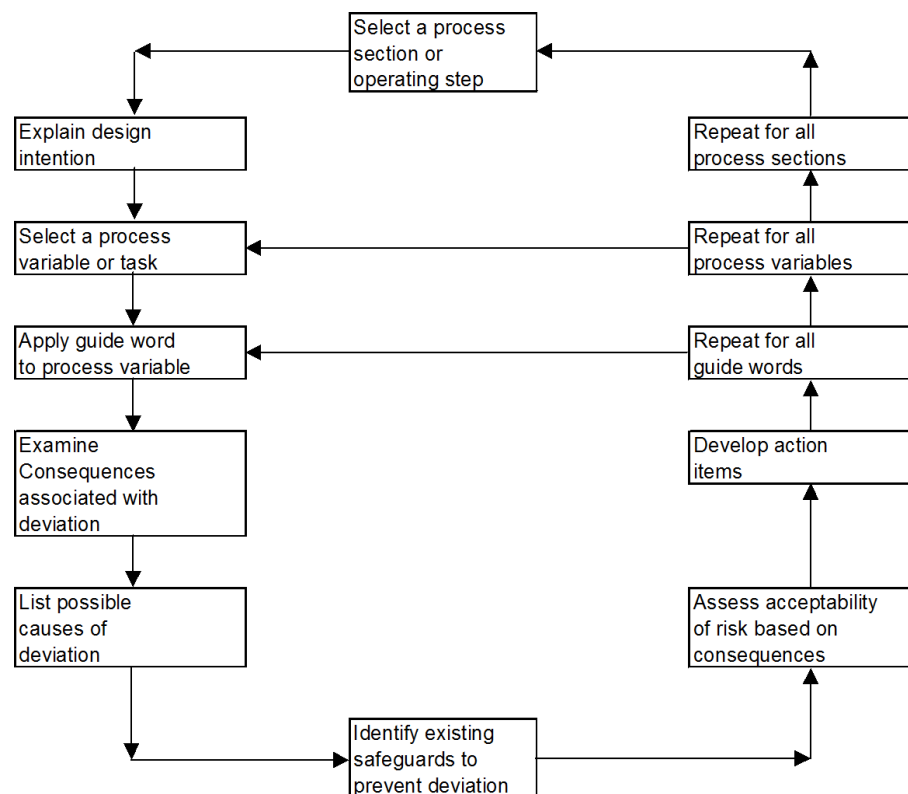 Select a process
section or
operating step
Explain design
intention
Repeat for all
process sections
Select a process
variable or task
Repeat for all
process variables
Apply guide word
to process variable
Repeat for all
guide words
Examine
Consequences
associated with
deviation
Develop action
items
List possible
causes of
deviation
Assess acceptability
of risk based on
consequences
Identify existing
safeguards to
prevent deviation